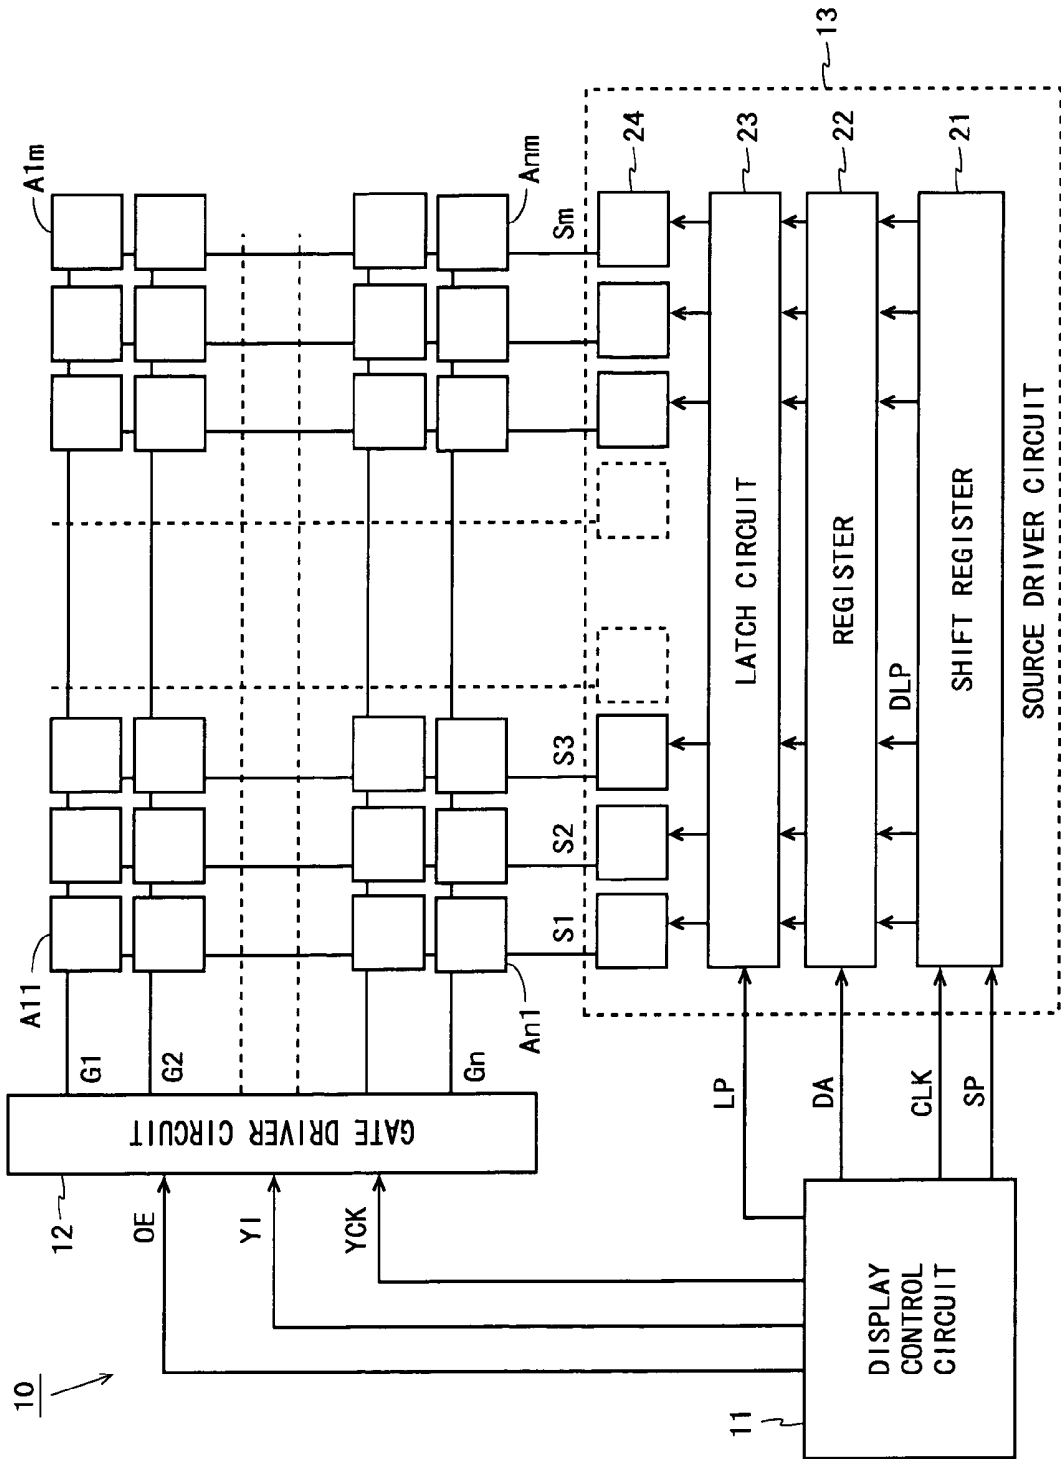 10
12
GATE DRIVER CIRCUIT
OE
YI
YCK
G1
G2
Gn
A11
A1m
An1
Anm
S1
S2
S3
Sm
13
24
LATCH CIRCUIT
23
REGISTER
22
DLP
SHIFT REGISTER
21
SOURCE DRIVER CIRCUIT
LP
DA
CLK
SP
11
DISPLAY
CONTROL
CIRCUIT